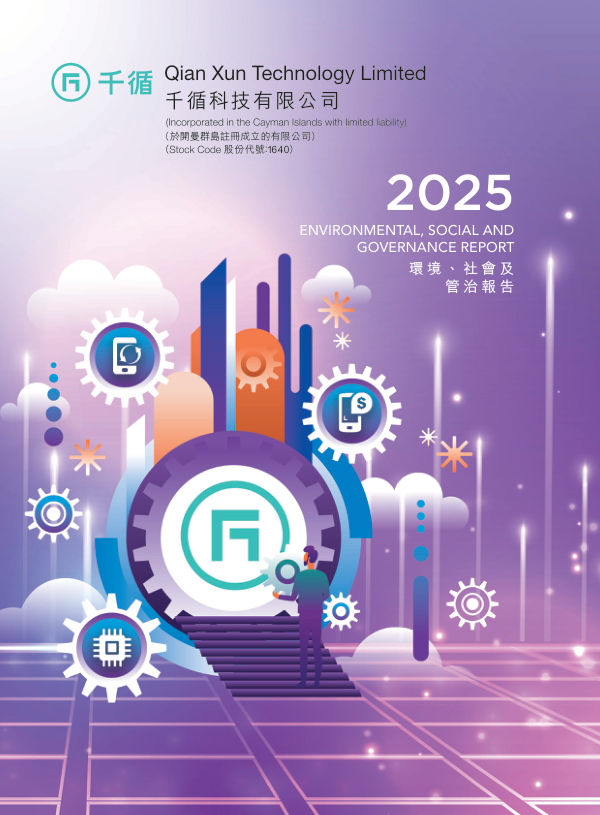 千循
Qian Xun Technology Limited
千循科技有限公司
(Incorporated in the Cayman Islands with limited liability)
(於開曼群島註冊成立的有限公司)
(Stock Code 股份代號:1640)
2025
ENVIRONMENTAL, SOCIAL AND
GOVERNANCE REPORT
環境、社會及
管治報告
$